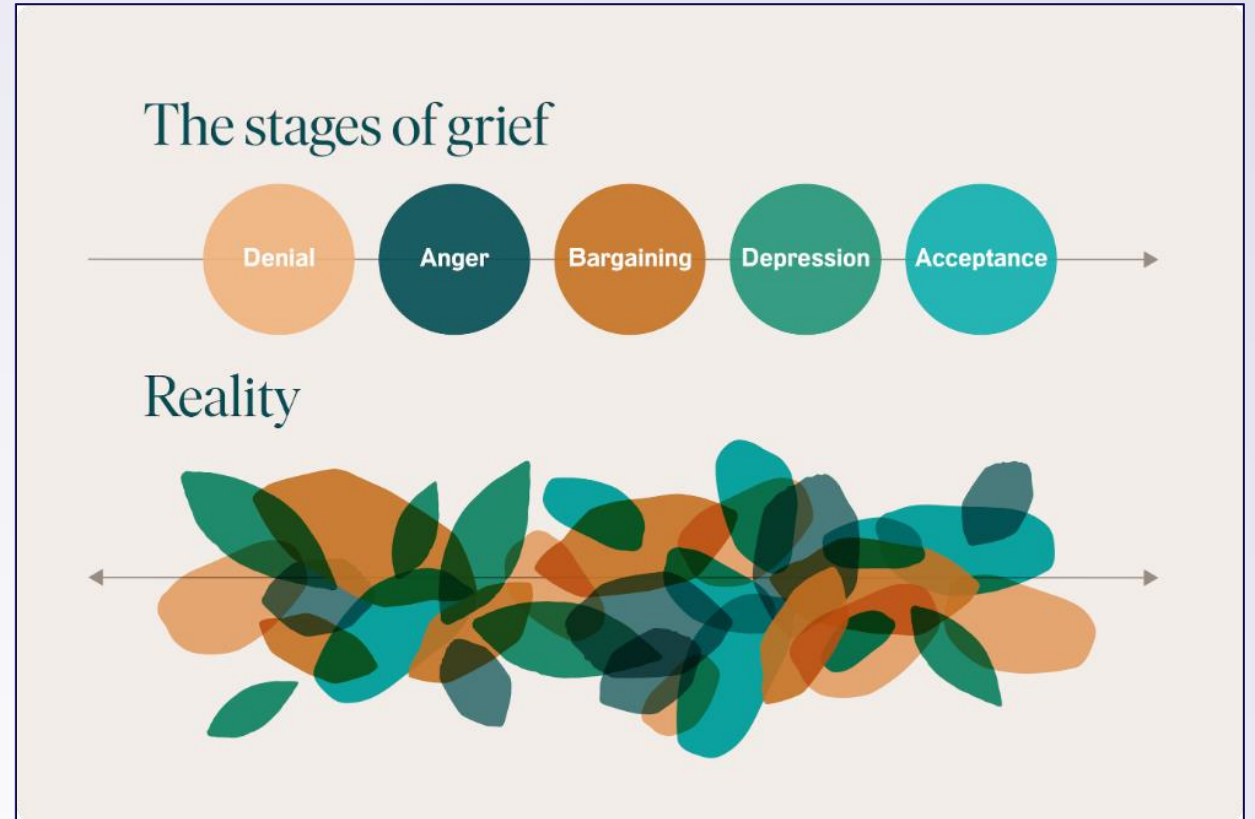 The stages of grief
Denial Anger Bargaining Depression Acceptance
Reality